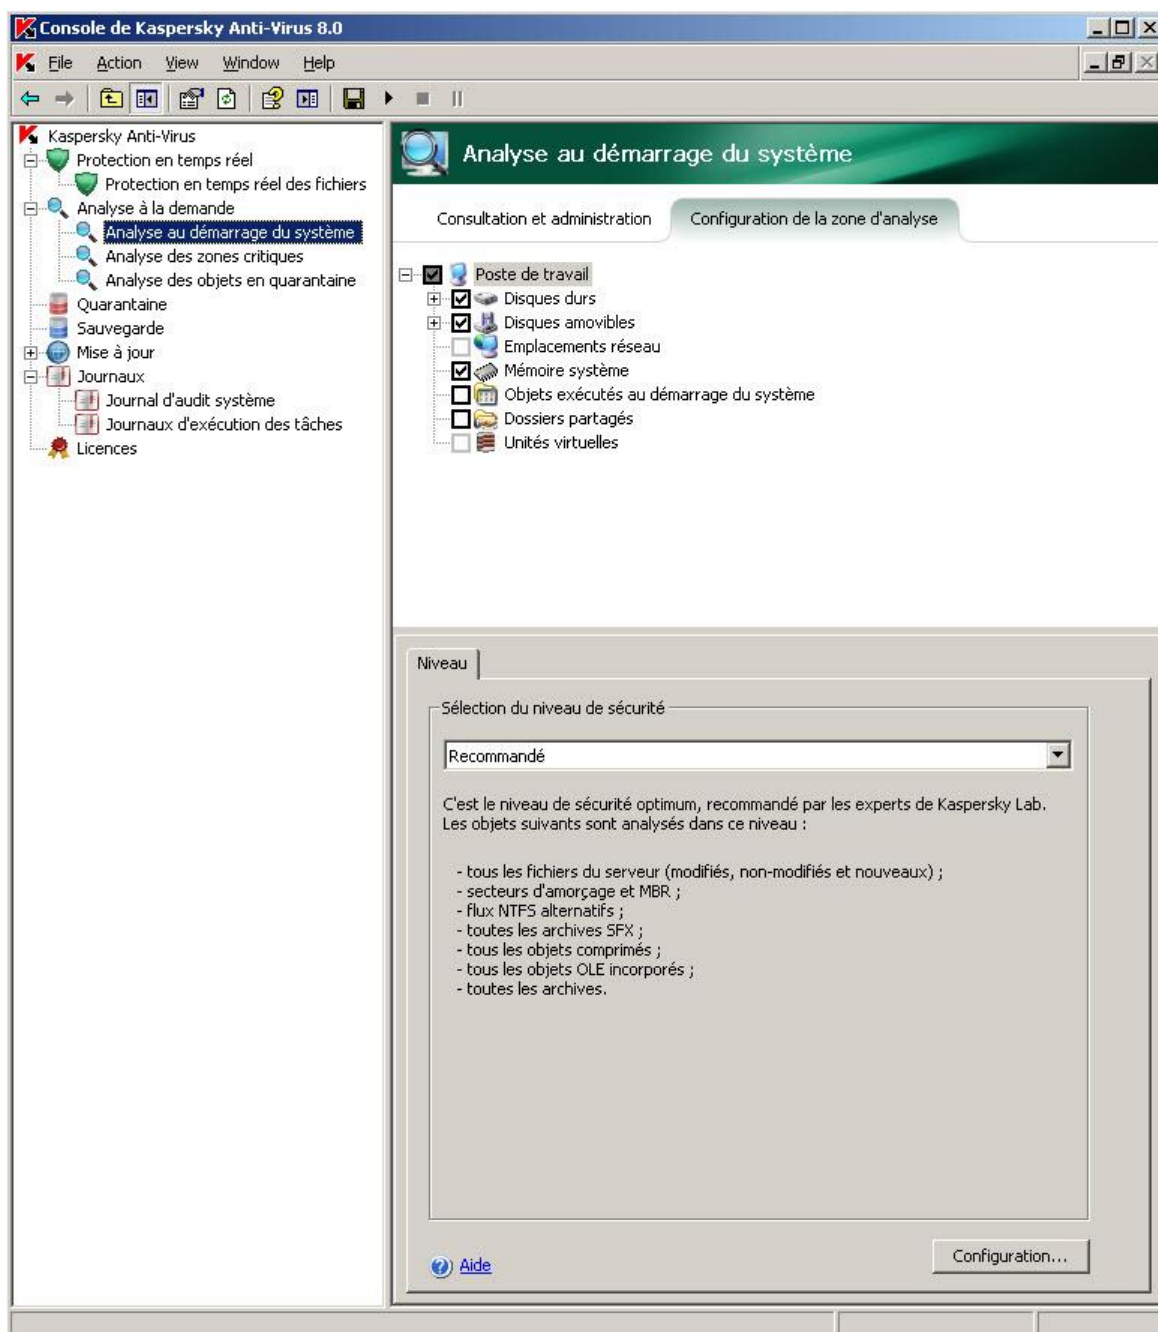 Console de Kaspersky Anti-Virus 8.0
File Action View Window Help
Kaspersky Anti-Virus
Protection en temps réel
Protection en temps réel des fichiers
Analyse à la demande
Analyse au démarrage du système
Analyse des zones critiques
Analyse des objets en quarantaine
Quarantaine
Sauvegarde
Mise à jour
Journaux
Journal d'audit système
Journaux d'exécution des tâches
Licences
Analyse au démarrage du système
Consultation et administration Configuration de la zone d'analyse
Poste de travail
Disques durs
Disques amovibles
Emplacements réseau
Mémoire système
Objets exécutés au démarrage du système
Dossiers partagés
Unités virtuelles
Niveau
Sélection du niveau de sécurité
Recommandé
C'est le niveau de sécurité optimum, recommandé par les experts de Kaspersky Lab.
Les objets suivants sont analysés dans ce niveau :
- tous les fichiers du serveur (modifiés, non-modifiés et nouveaux) ;
- secteurs d'amorçage et MBR ;
- flux NTFS alternatifs ;
- toutes les archives SFX ;
- tous les objets comprimés ;
- tous les objets OLE incorporés ;
- toutes les archives.
Aide
Configuration...